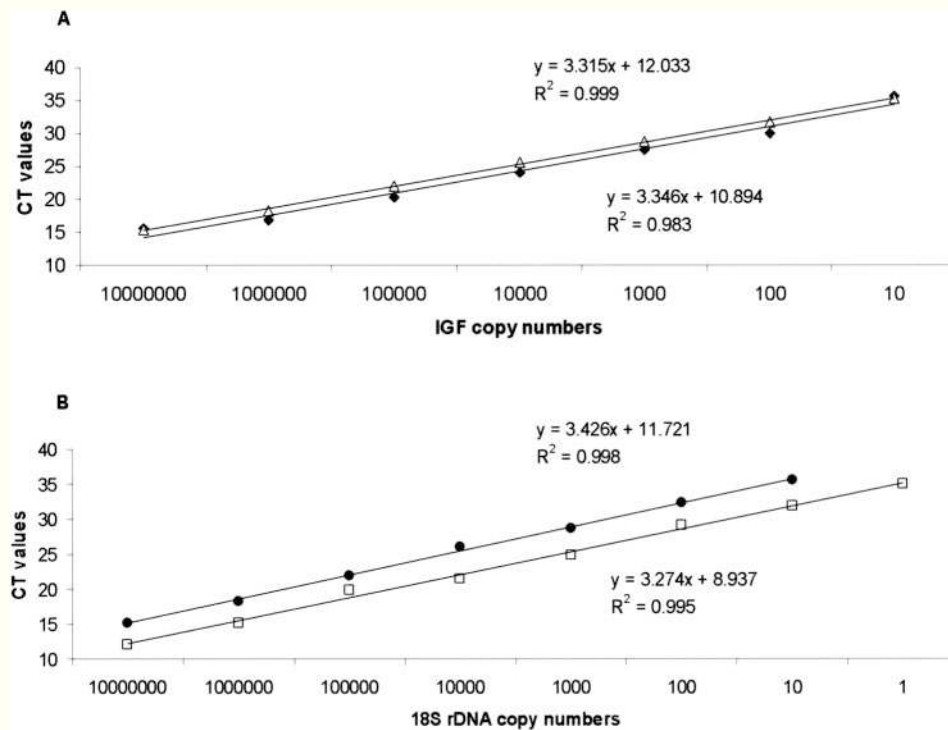 A
y = 3.315x + 12.033
R² = 0.999
y = 3.346x + 10.894
R² = 0.983
CT values
40
35
30
25
20
15
10
10000000 1000000 100000 10000 1000 100 10
IGF copy numbers
B
y = 3.426x + 11.721
R² = 0.998
y = 3.274x + 8.937
R² = 0.995
CT values
40
35
30
25
20
15
10
10000000 1000000 100000 10000 1000 100 10 1
18S rDNA copy numbers